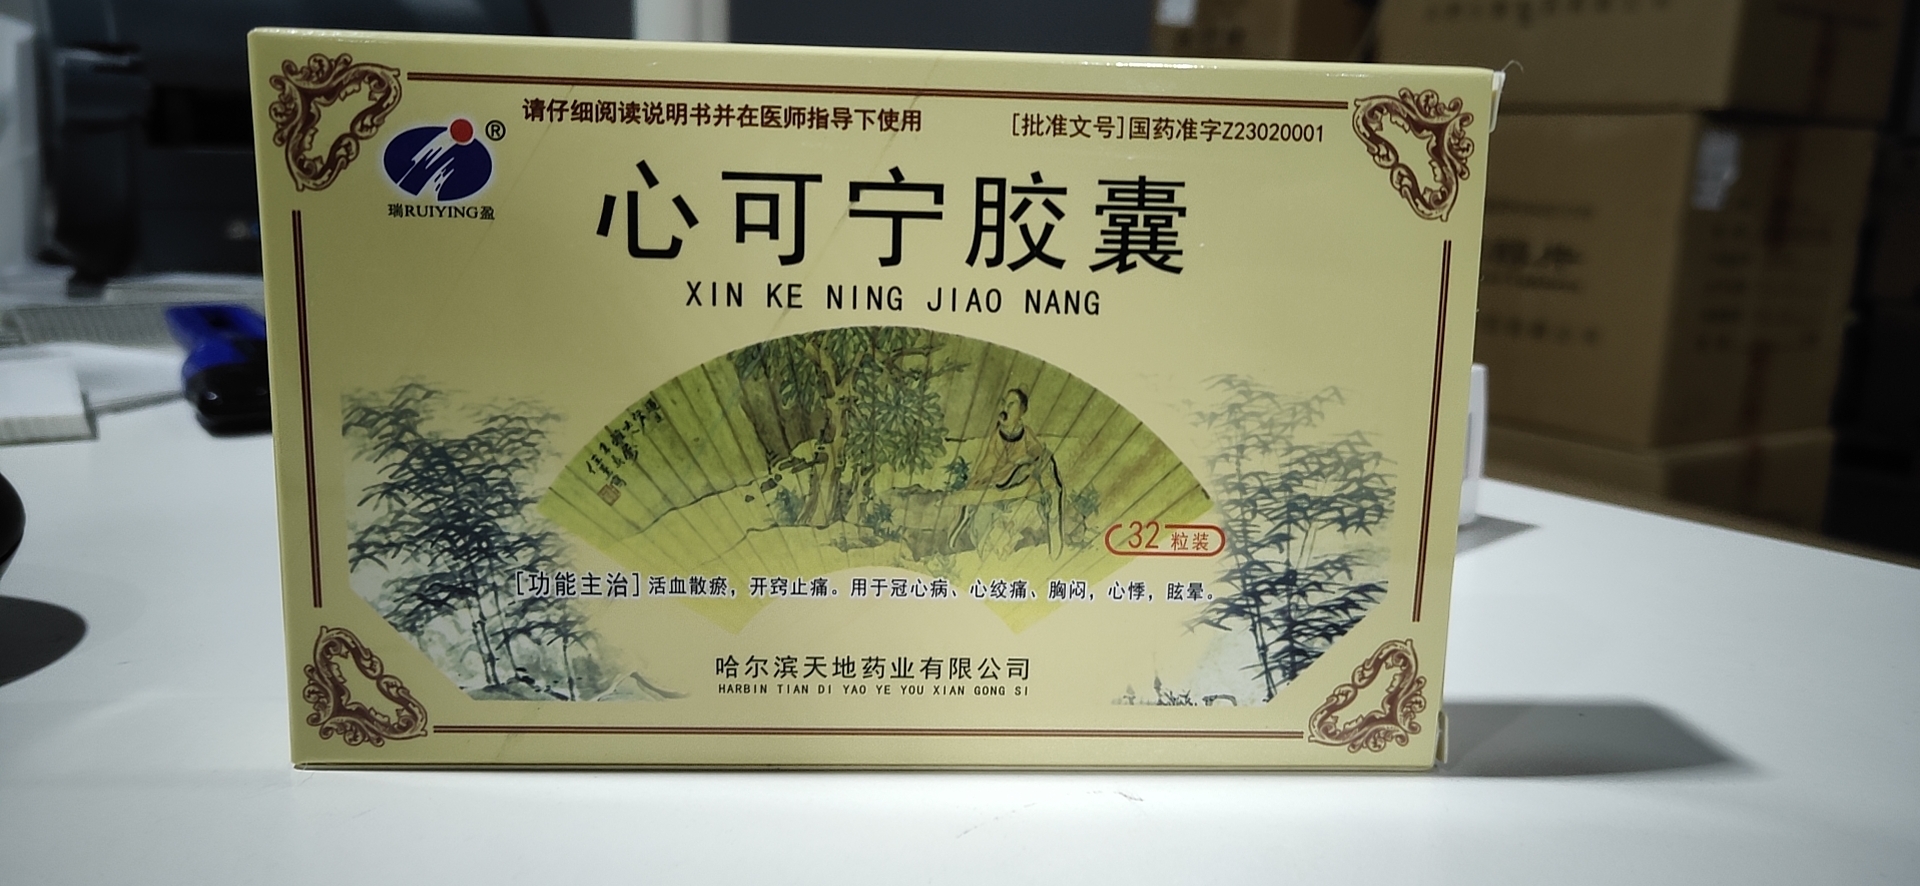 请仔细阅读说明书并在医师指导下使用
[批准文号]国药准字Z23020001
®
瑞RUIYING盈
心可宁胶囊
XIN KE NING JIAO NANG
32粒装
[功能主治]活血散瘀，开窍止痛。用于冠心病、心绞痛、胸闷，心悸，眩晕。
哈尔滨天地药业有限公司
HARBIN TIAN DI YAO YE YOU XIAN GONG SI